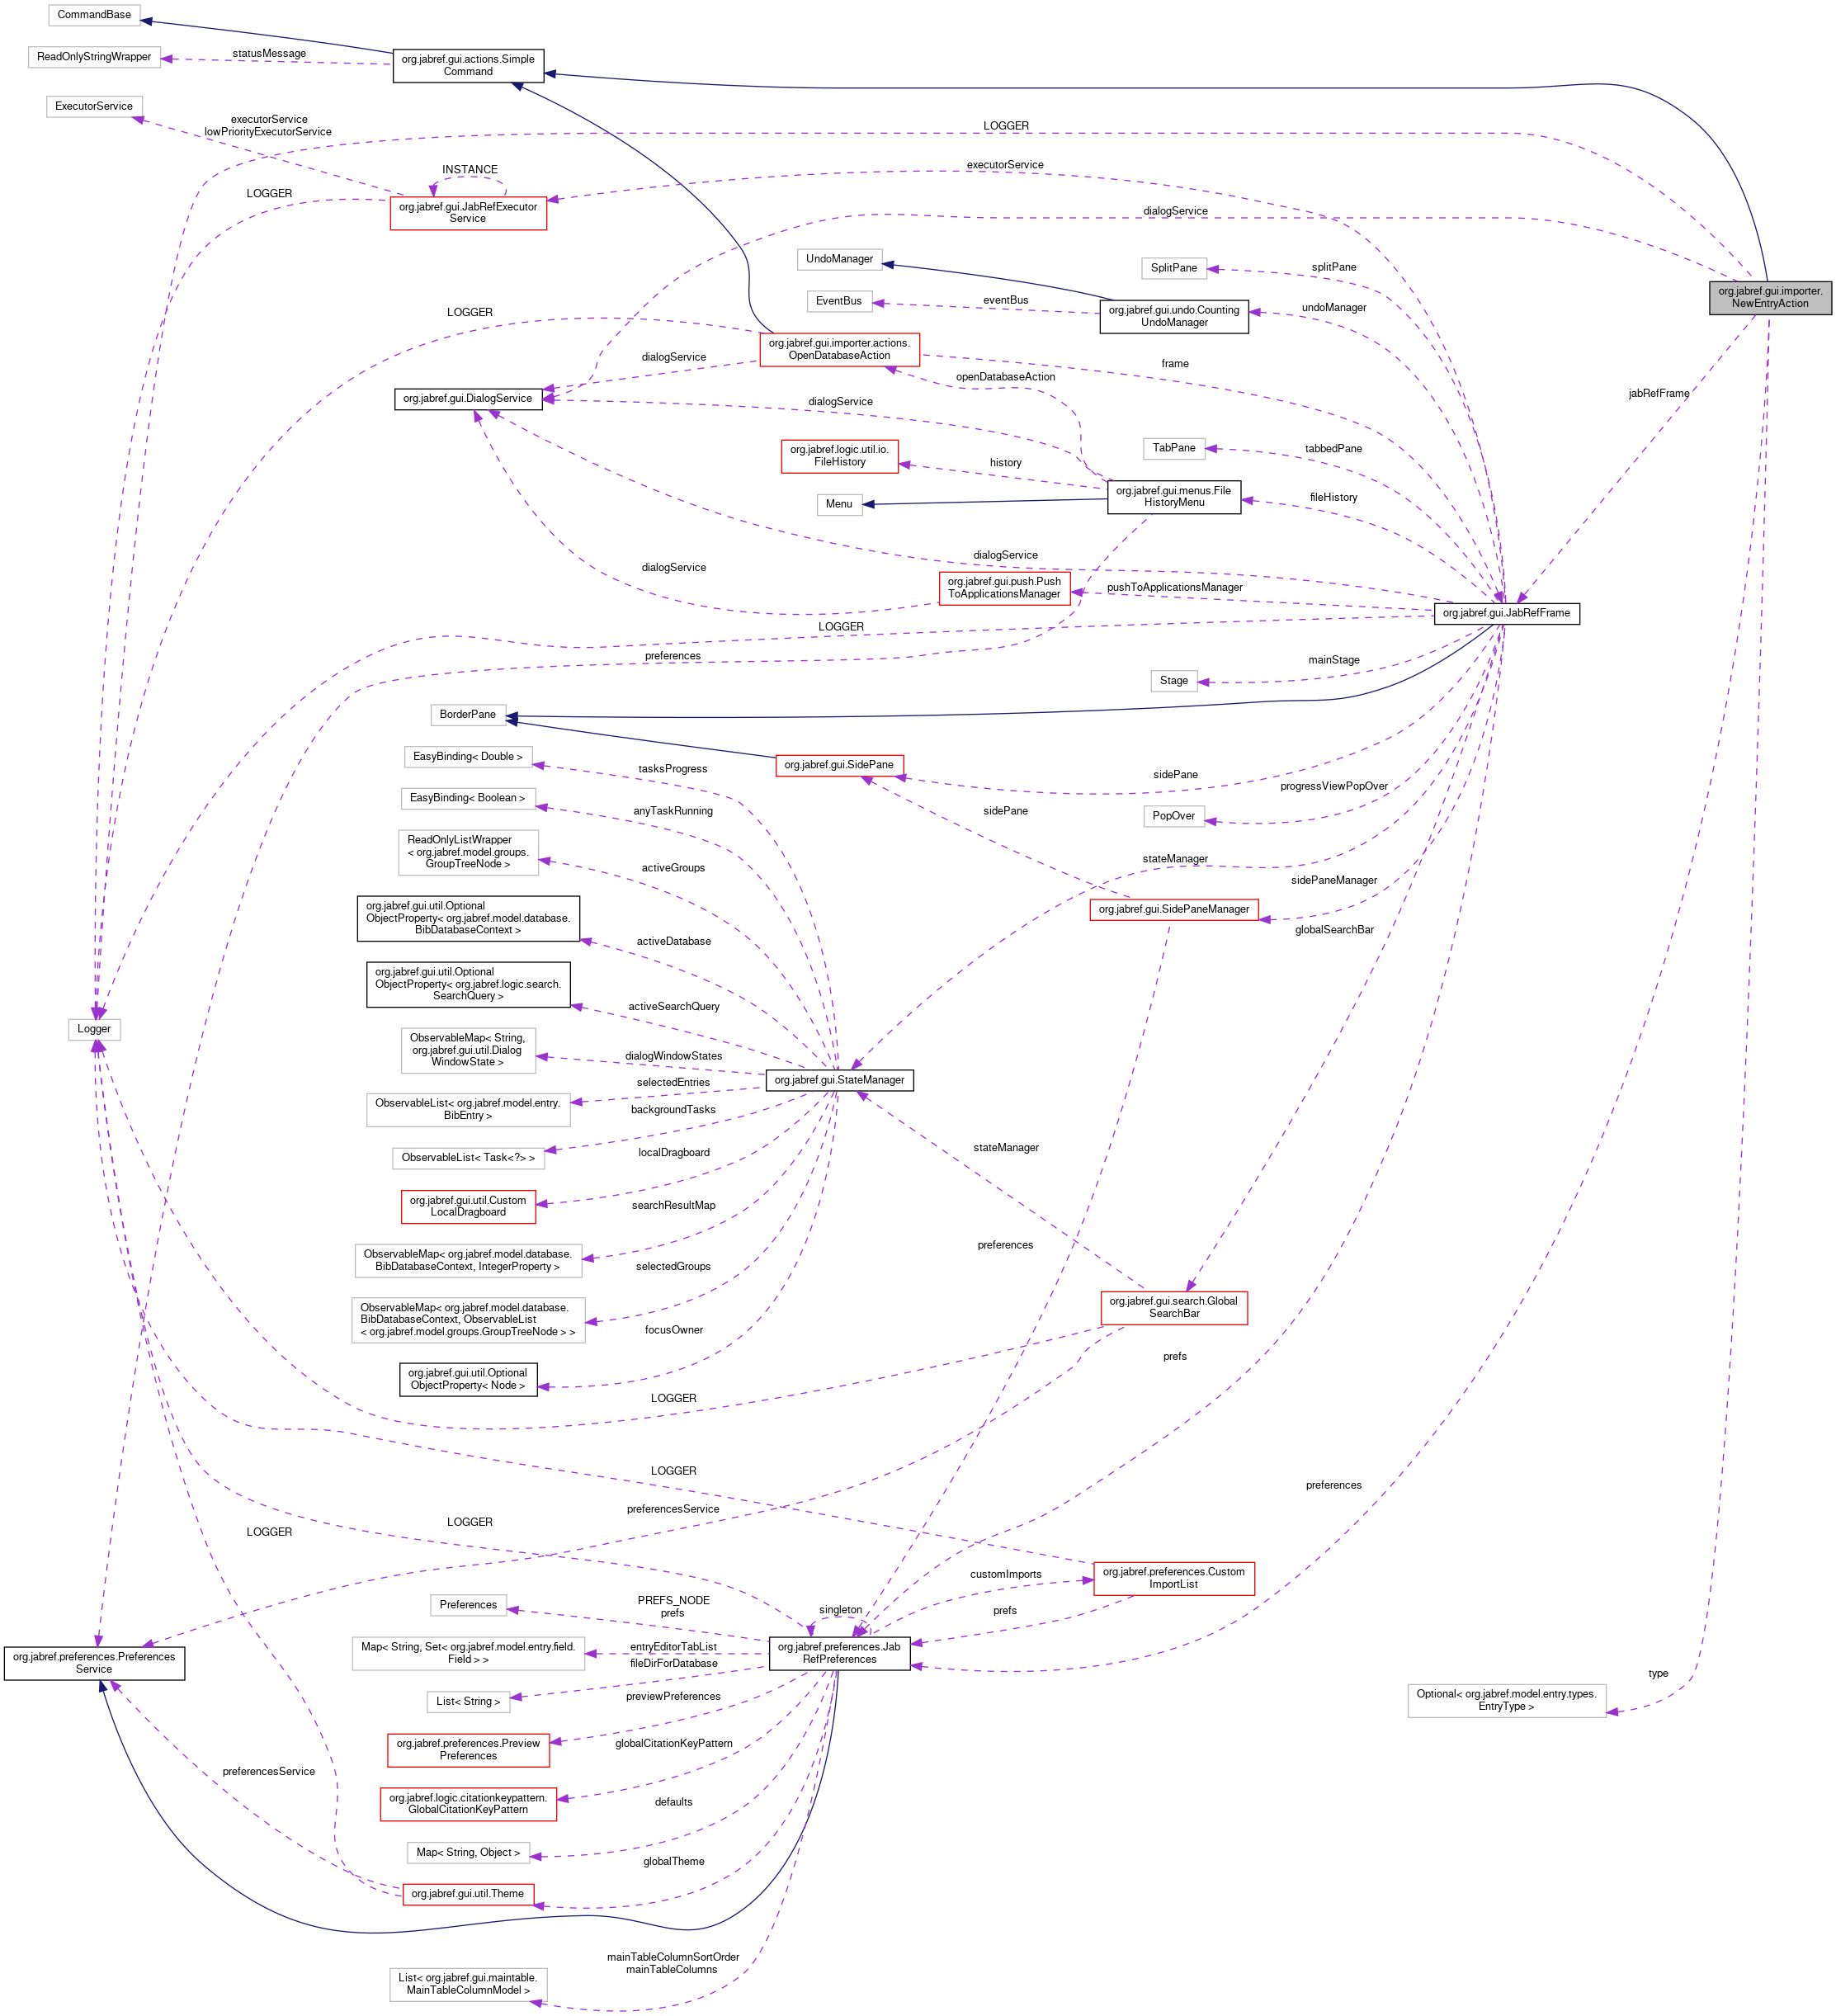 CommandBase
ReadOnlyStringWrapper
statusMessage
org.jabref.gui.actions.Simple
Command
ExecutorService
executorService
lowPriorityExecutorService
LOGGER
INSTANCE
executorService
LOGGER
org.jabref.gui.JabRefExecutor
Service
dialogService
UndoManager
SplitPane
splitPane
org.jabref.gui.importer.
NewEntryAction
EventBus
eventBus
org.jabref.gui.undo.Counting
UndoManager
undoManager
LOGGER
org.jabref.gui.importer.actions.
OpenDatabaseAction
dialogService
frame
openDatabaseAction
jabRefFrame
org.jabref.gui.DialogService
dialogService
org.jabref.logic.util.io.
FileHistory
history
TabPane
tabbedPane
Menu
org.jabref.gui.menus.File
HistoryMenu
fileHistory
dialogService
dialogService
org.jabref.gui.push.Push
ToApplicationsManager
pushToApplicationsManager
org.jabref.gui.JabRefFrame
LOGGER
preferences
mainStage
Stage
BorderPane
EasyBinding< Double >
tasksProgress
org.jabref.gui.SidePane
sidePane
progressViewPopOver
EasyBinding< Boolean >
anyTaskRunning
sidePane
PopOver
ReadOnlyListWrapper
< org.jabref.model.groups.
GroupTreeNode >
activeGroups
stateManager
sidePaneManager
org.jabref.gui.util.Optional
ObjectProperty< org.jabref.model.database.
BibDatabaseContext >
activeDatabase
org.jabref.gui.SidePaneManager
globalSearchBar
org.jabref.gui.util.Optional
ObjectProperty< org.jabref.logic.search.
SearchQuery >
activeSearchQuery
Logger
ObservableMap< String,
org.jabref.gui.util.Dialog
WindowState >
dialogWindowStates
org.jabref.gui.StateManager
selectedEntries
ObservableList< org.jabref.model.entry.
BibEntry >
backgroundTasks
ObservableList< Task<?> >
localDragboard
stateManager
org.jabref.gui.util.Custom
LocalDragboard
searchResultMap
ObservableMap< org.jabref.model.database.
BibDatabaseContext, IntegerProperty >
preferences
selectedGroups
ObservableMap< org.jabref.model.database.
BibDatabaseContext, ObservableList
< org.jabref.model.groups.GroupTreeNode > >
org.jabref.gui.search.Global
SearchBar
focusOwner
prefs
org.jabref.gui.util.Optional
ObjectProperty< Node >
LOGGER
LOGGER
preferences
preferencesService
LOGGER
LOGGER
customImports
org.jabref.preferences.Custom
ImportList
Preferences
PREFS_NODE
prefs
singleton
prefs
org.jabref.preferences.Preferences
Service
Map< String, Set< org.jabref.model.entry.field.
Field > >
entryEditorTabList
fileDirForDatabase
org.jabref.preferences.Jab
RefPreferences
type
List< String >
previewPreferences
Optional< org.jabref.model.entry.types.
EntryType >
org.jabref.preferences.Preview
Preferences
globalCitationKeyPattern
preferencesService
org.jabref.logic.citationkeypattern.
GlobalCitationKeyPattern
defaults
Map< String, Object >
globalTheme
org.jabref.gui.util.Theme
mainTableColumnSortOrder
mainTableColumns
List< org.jabref.gui.maintable.
MainTableColumnModel >